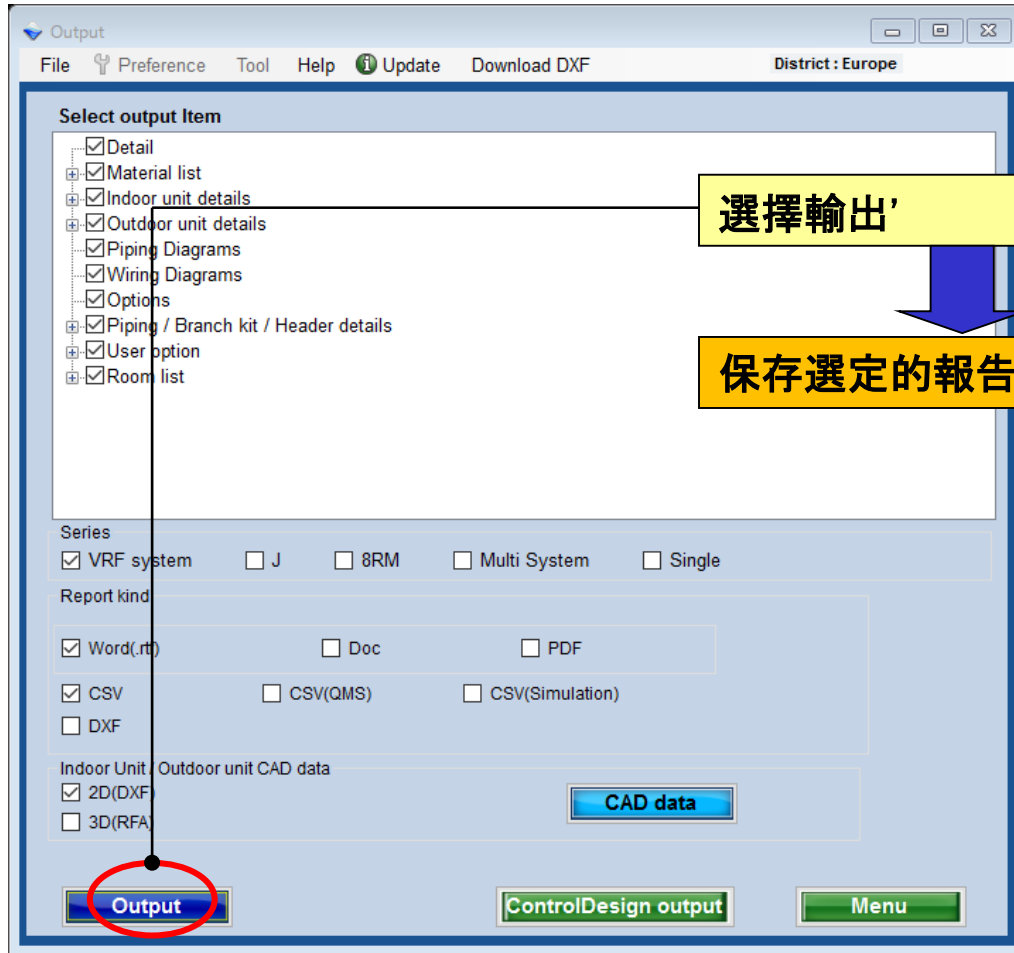 Output
File Preference Tool Help Update Download DXF District : Europe
Select output Item
Detail
Material list
Indoor unit details
Outdoor unit details
Piping Diagrams
Wiring Diagrams
Options
Piping / Branch kit / Header details
User option
Room list
選擇輸出’
保存選定的報告
Series
VRF system J 8RM Multi System Single
Report kind
Word(.rtf) Doc PDF
CSV CSV(QMS) CSV(Simulation)
DXF
Indoor Unit / Outdoor unit CAD data
2D(DXF)
3D(RFA)
CAD data
Output ControlDesign output Menu